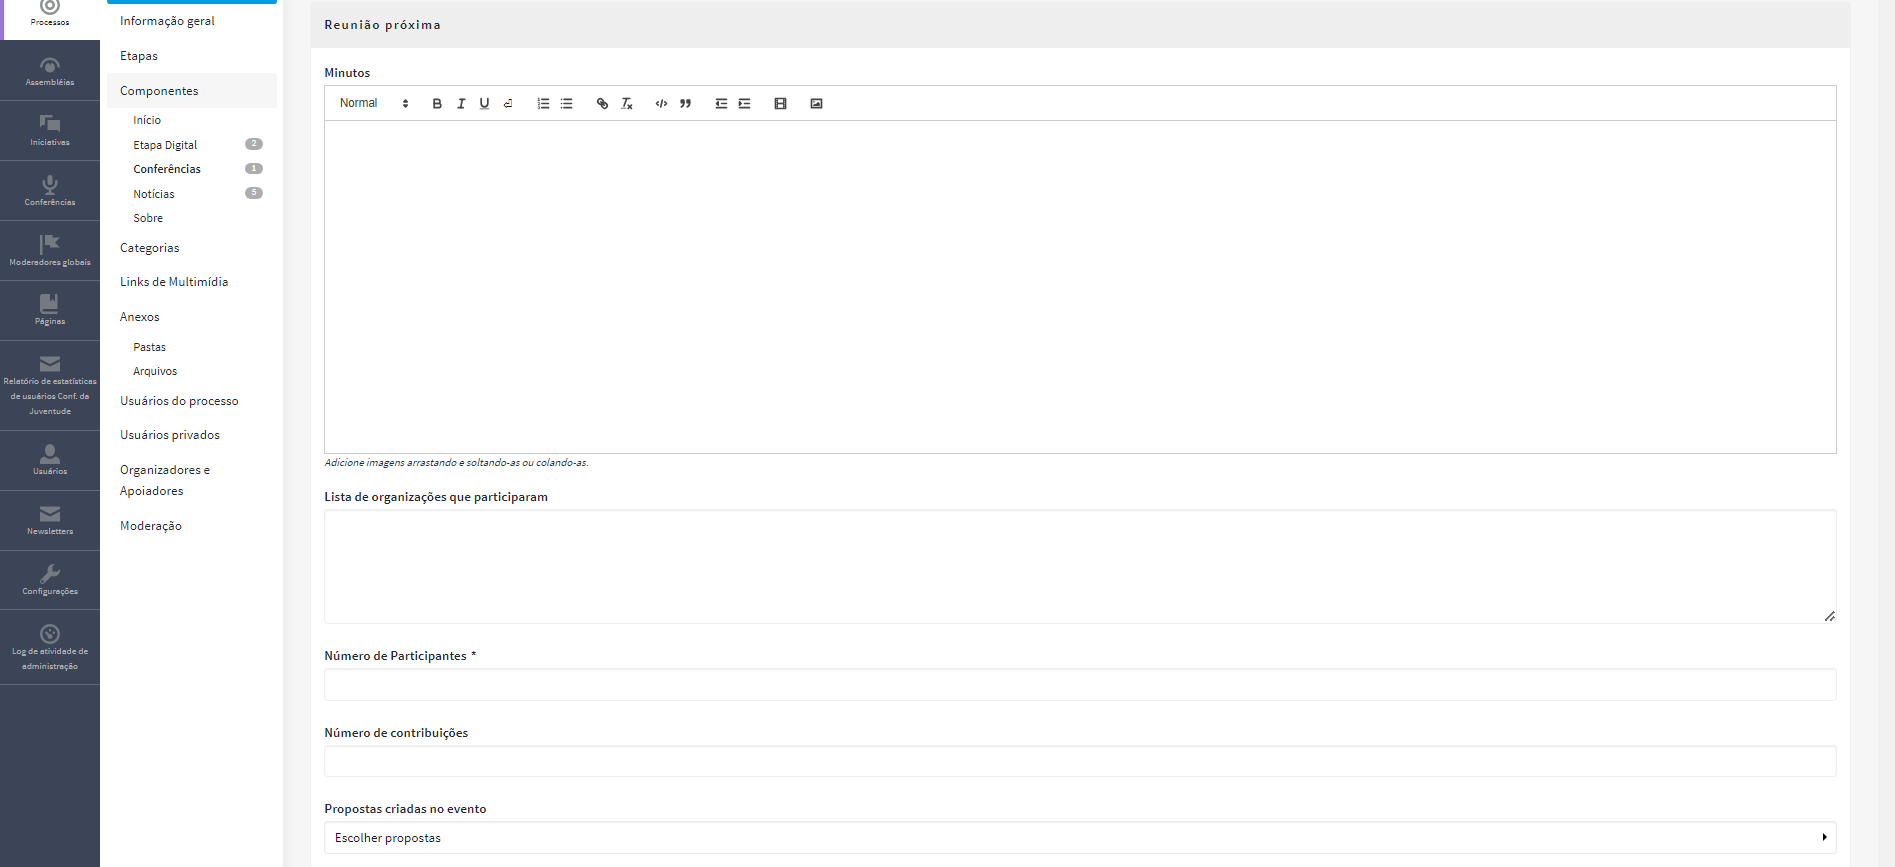 Processos
Assembléias
Iniciativas
Conferências
Moderadores globais
Páginas
Relatório de estatísticas
de usuários Conf. da
Juventude
Usuários
Newsletters
Configurações
Log de atividade de
administração
Informação geral
Etapas
Componentes
Início
Etapa Digital 2
Conferências 1
Notícias 5
Sobre
Categorias
Links de Multimídia
Anexos
Pastas
Arquivos
Usuários do processo
Usuários privados
Organizadores e
Apoiadores
Moderação
Reunião próxima
Minutos
Normal
Adicione imagens arrastando e soltando-as ou colando-as.
Lista de organizações que participaram
Número de Participantes *
Número de contribuições
Propostas criadas no evento
Escolher propostas